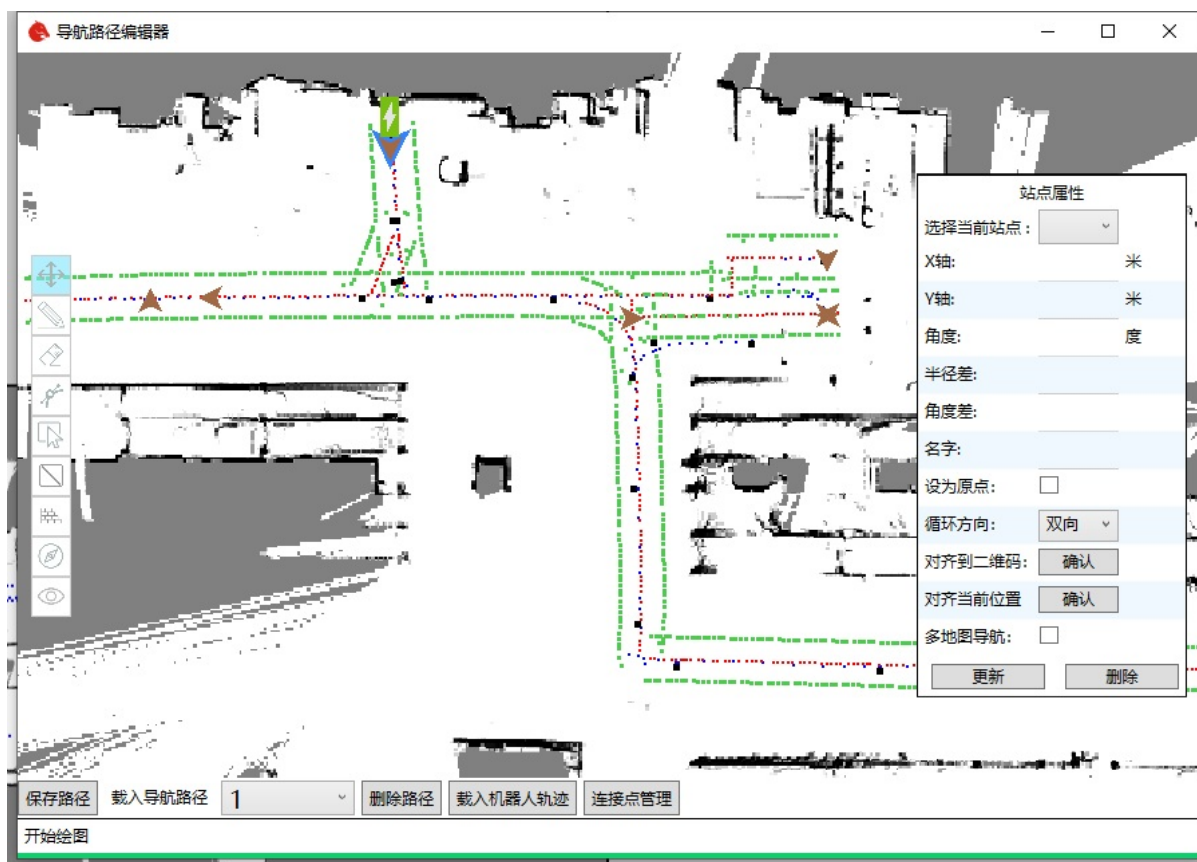 导航路径编辑器
站点属性
选择当前站点：
X轴: 米
Y轴: 米
角度: 度
半径差:
角度差:
名字:
设为原点:
循环方向: 双向
对齐到二维码: 确认
对齐当前位置 确认
多地图导航:
更新 删除
保存路径 载入导航路径 1 删除路径 载入机器人轨迹 连接点管理
开始绘图